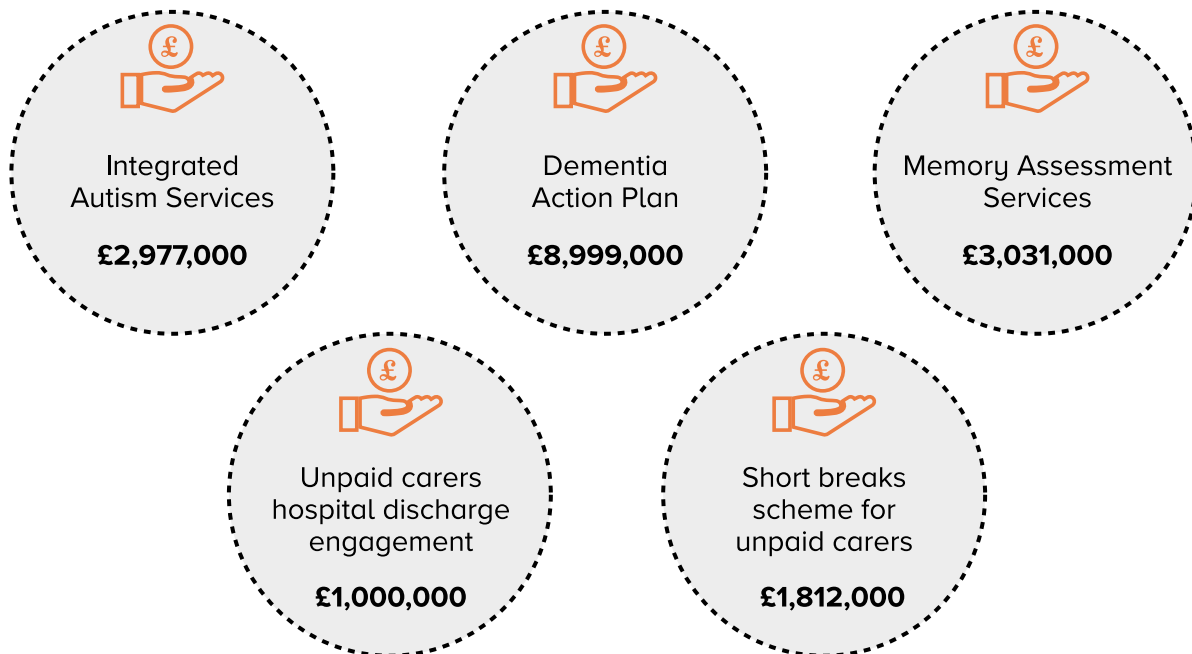 £
Integrated
Autism Services
£2,977,000
£
Dementia
Action Plan
£8,999,000
£
Memory Assessment
Services
£3,031,000
£
Unpaid carers
hospital discharge
engagement
£1,000,000
£
Short breaks
scheme for
unpaid carers
£1,812,000